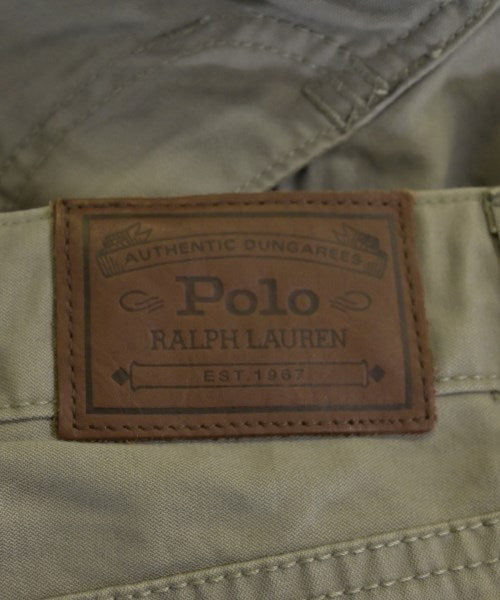 AUTHENTIC DUNGAREES
Polo
RALPH LAUREN
EST. 1967